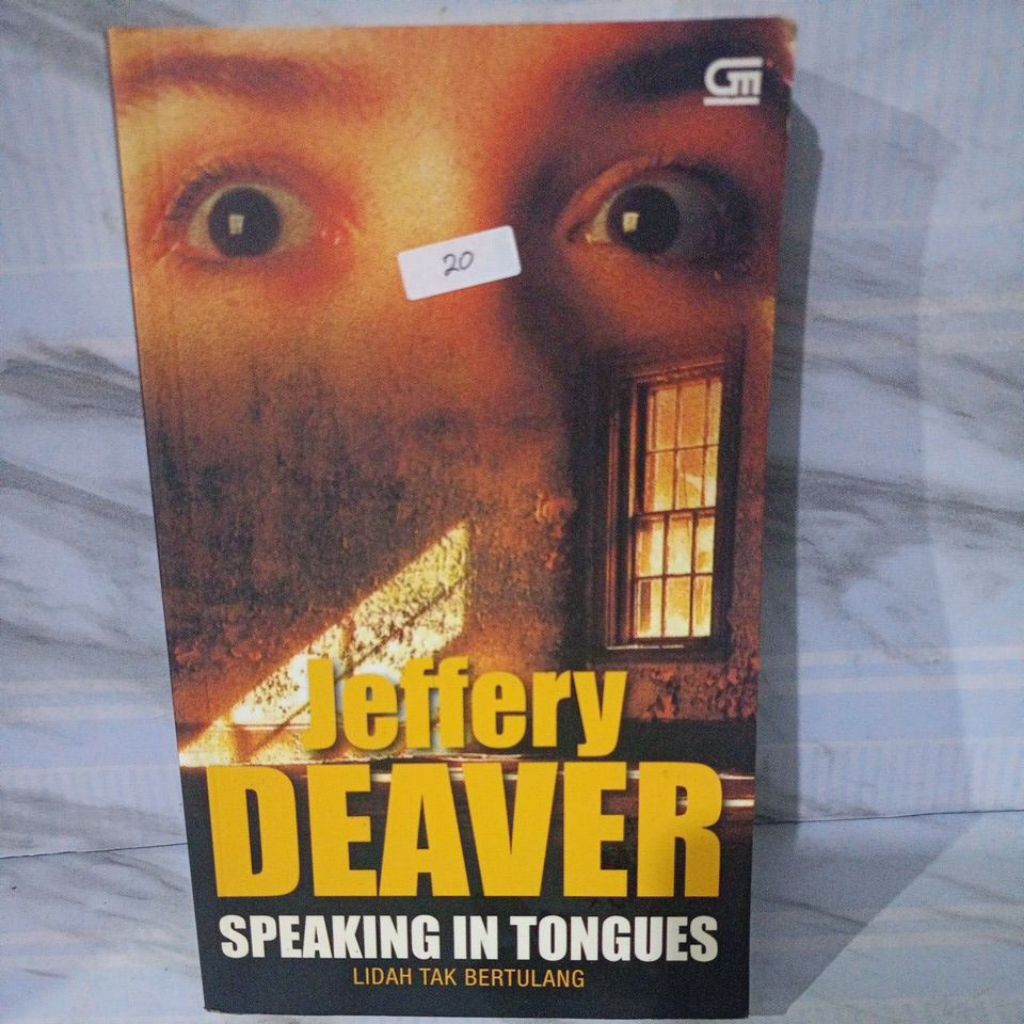 GM
20
Jeffery
DEAVER
SPEAKING IN TONGUES
LIDAH TAK BERTULANG